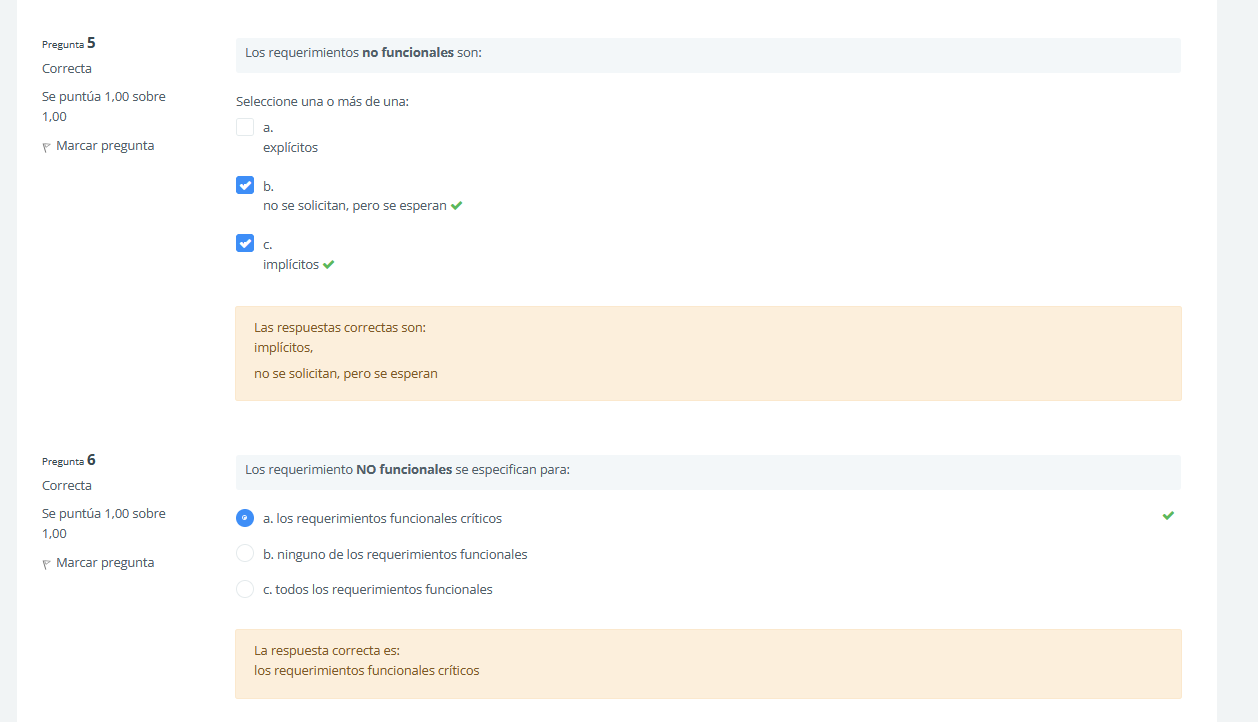 Pregunta 5
Correcta
Se puntúa 1,00 sobre
1,00
Marcar pregunta
Los requerimientos no funcionales son:
Seleccione una o más de una:
a.
explícitos
b.
no se solicitan, pero se esperan
c.
implícitos
Las respuestas correctas son:
implícitos,
no se solicitan, pero se esperan
Pregunta 6
Correcta
Se puntúa 1,00 sobre
1,00
Marcar pregunta
Los requerimiento NO funcionales se especifican para:
a. los requerimientos funcionales críticos
b. ninguno de los requerimientos funcionales
c. todos los requerimientos funcionales
La respuesta correcta es:
los requerimientos funcionales críticos